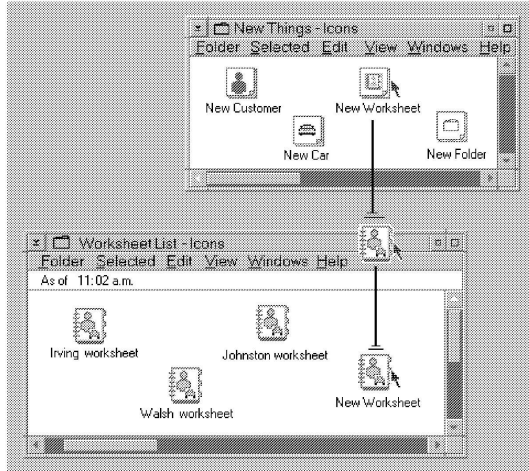 New Things - Icons
Folder Selected Edit View Windows Help
New Customer
New Worksheet
New Car
New Folder
Worksheet List - Icons
Folder Selected Edit View Windows Help
As of 11:02 a.m.
Irving worksheet
Johnston worksheet
Walsh worksheet
New Worksheet